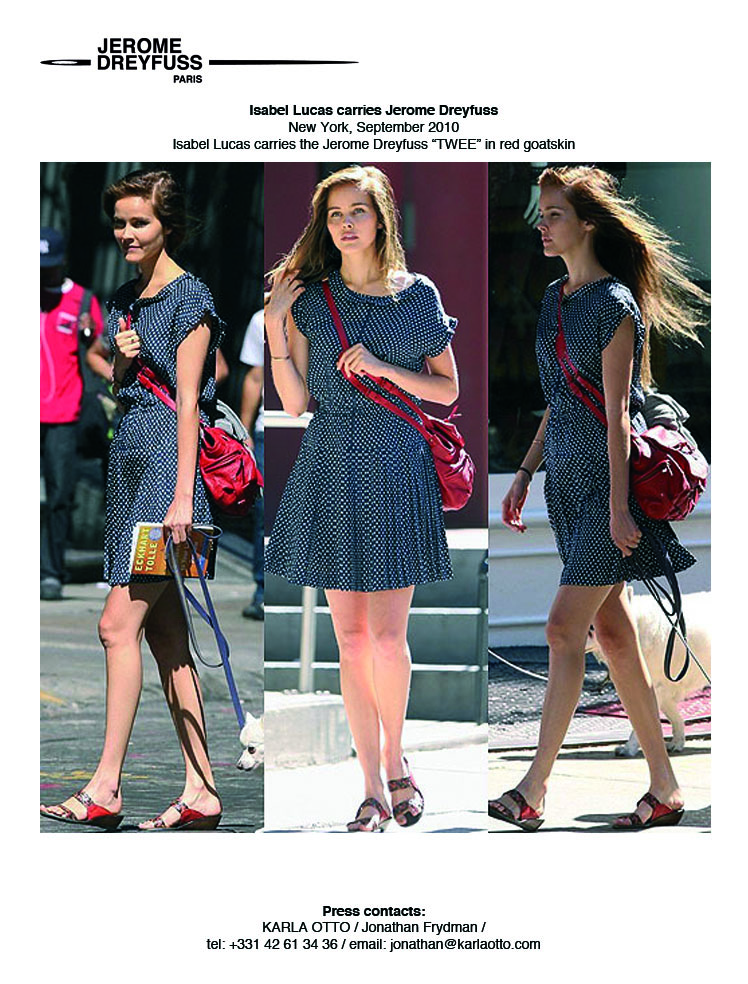 JEROME
DREYFUSS
PARIS
Isabel Lucas carries Jerome Dreyfuss
New York, September 2010
Isabel Lucas carries the Jerome Dreyfuss “TWEE” in red goatskin
ECKHART
TOLLE
Press contacts:
KARLA OTTO / Jonathan Frydman /
tel: +331 42 61 34 36 / email: jonathan@karlaotto.com